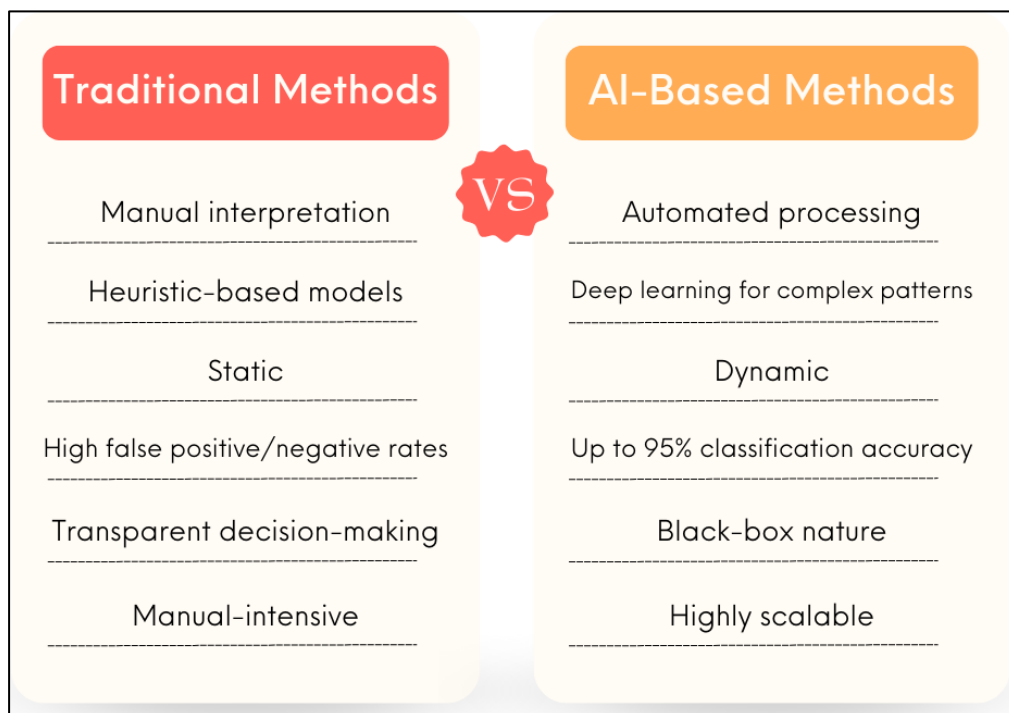 Traditional Methods
Manual interpretation
Heuristic-based models
Static
High false positive/negative rates
Transparent decision-making
Manual-intensive
VS
AI-Based Methods
Automated processing
Deep learning for complex patterns
Dynamic
Up to 95% classification accuracy
Black-box nature
Highly scalable